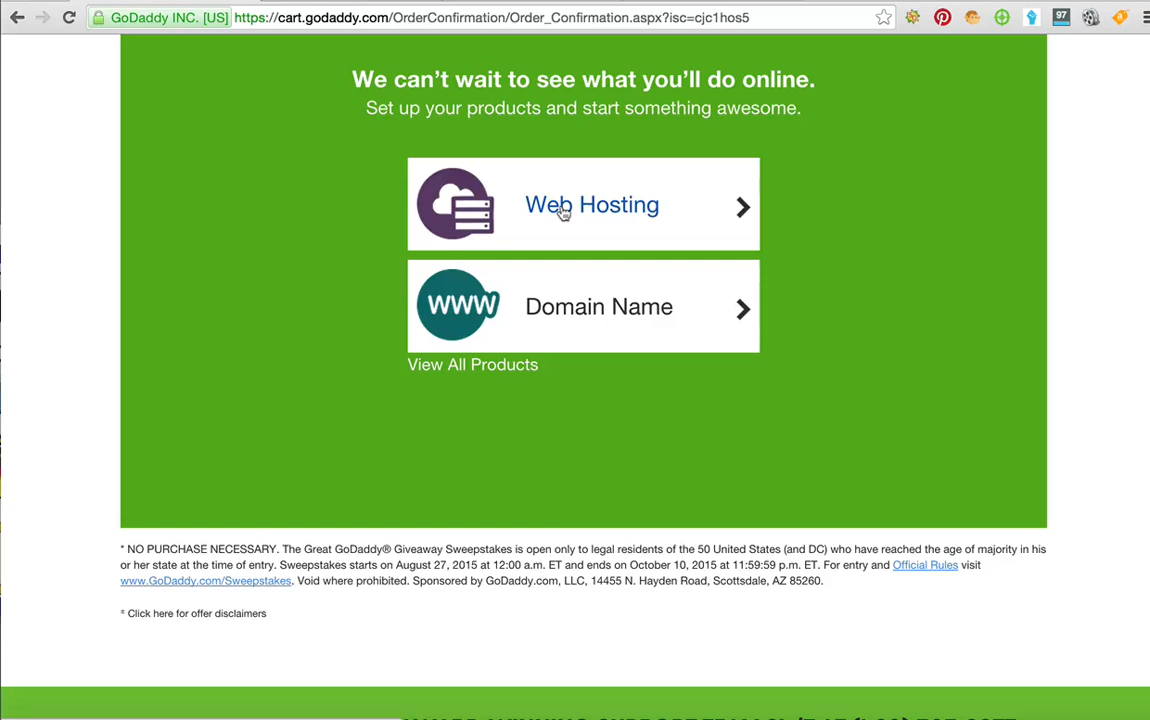 GoDaddy INC. [US] https://cart.godaddy.com/OrderConfirmation/Order_Confirmation.aspx?isc=cjc1hos5
97
We can’t wait to see what you’ll do online.
Set up your products and start something awesome.
Web Hosting
www Domain Name
View All Products
* NO PURCHASE NECESSARY. The Great GoDaddy® Giveaway Sweepstakes is open only to legal residents of the 50 United States (and DC) who have reached the age of majority in his
or her state at the time of entry. Sweepstakes starts on August 27, 2015 at 12:00 a.m. ET and ends on October 10, 2015 at 11:59:59 p.m. ET. For entry and Official Rules visit
www.GoDaddy.com/Sweepstakes. Void where prohibited. Sponsored by GoDaddy.com, LLC, 14455 N. Hayden Road, Scottsdale, AZ 85260.
* Click here for offer disclaimers